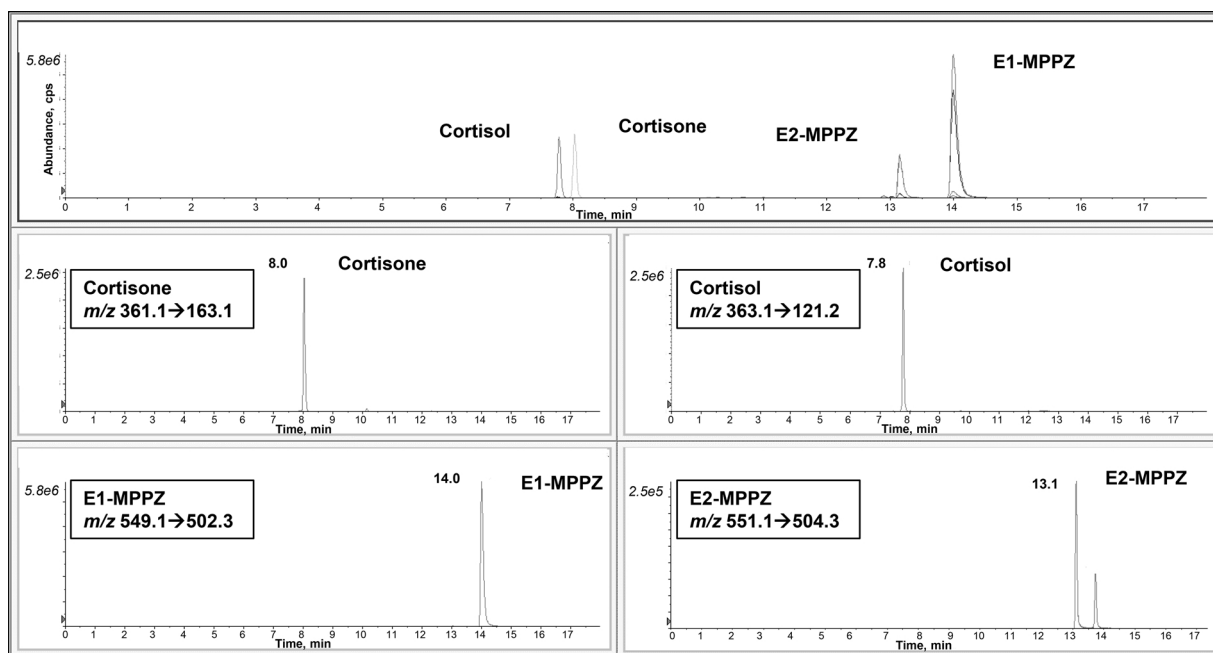 5.8e6
Abundance, cps
Cortisol
Cortisone
E2-MPPZ
E1-MPPZ
0 1 2 3 4 5 6 7 8 9 10 11 12 13 14 15 16 17
Time, min
2.5e6
Cortisone
m/z 361.1→163.1
8.0
Cortisone
0 1 2 3 4 5 6 7 8 9 10 11 12 13 14 15 16 17
Time, min
2.5e6
Cortisol
m/z 363.1→121.2
7.8
Cortisol
0 1 2 3 4 5 6 7 8 9 10 11 12 13 14 15 16 17
Time, min
5.8e6
E1-MPPZ
m/z 549.1→502.3
14.0
E1-MPPZ
0 1 2 3 4 5 6 7 8 9 10 11 12 13 14 15 16 17
Time, min
2.5e5
E2-MPPZ
m/z 551.1→504.3
13.1
E2-MPPZ
0 1 2 3 4 5 6 7 8 9 10 11 12 13 14 15 16 17
Time, min